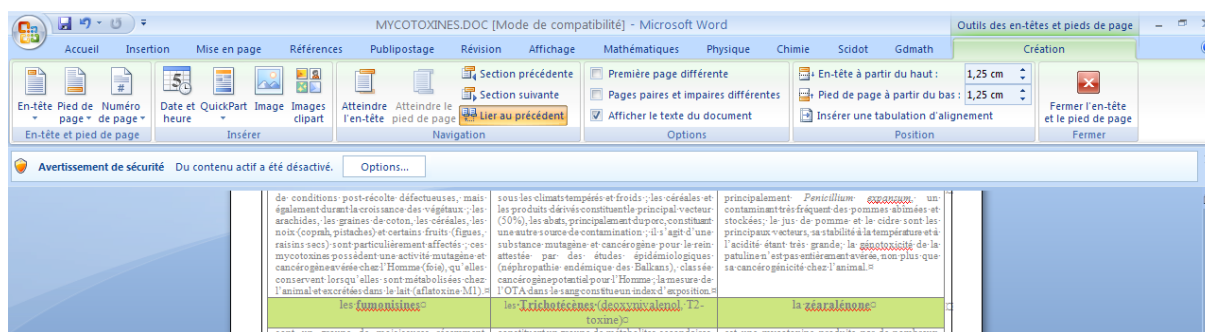 MYCOTOXINES.DOC [Mode de compatibilité] - Microsoft Word
Outils des en-têtes et pieds de page
Accueil Insertion Mise en page Références Publipostage Révision Affichage Mathématiques Physique Chimie Scidot Gdmath Création
En-tête
Pied de page
Numéro de page
En-tête et pied de page
Date et heure
QuickPart
Image
Images clipart
Insérer
Atteindre l'en-tête
Atteindre le pied de page
Section précédente
Section suivante
Lier au précédent
Navigation
Première page différente
Pages paires et impaires différentes
Afficher le texte du document
Options
En-tête à partir du haut : 1,25 cm
Pied de page à partir du bas : 1,25 cm
Insérer une tabulation d'alignement
Position
Fermer l'en-tête et le pied de page
Fermer
Avertissement de sécurité Du contenu actif a été désactivé. Options...
de conditions post-récolte défectueuses, mais
également durant la croissance des végétaux ; les
arachides, les graines de coton, les céréales, les
noix (coprah, pistaches) et certains fruits (figues,
raisins secs) sont particulièrement affectés ; ces
mycotoxines possèdent une activité mutagène et
cancérogène avérée chez l'Homme (foie), qu'elles
conservent lorsqu'elles sont métabolisées chez
l'animal et excrétées dans le lait (aflatoxine M1).
sous les climats tempérés et froids ; les céréales et
les produits dérivés constituent le principal vecteur
(50%), les abats, principalement du porc, constituant
une autre source de contamination ; il s'agit d'une
substance mutagène et cancérogène pour le rein
attestée par des études épidémiologiques
(néphropathie endémique des Balkans), classée
cancérogène potentiel pour l'Homme ; la mesure de
l'OTA dans le sang constitue un index d'exposition.
principalement Penicillium expansum, un
contaminant très fréquent des pommes abîmées et
stockées; le jus de pomme et le cidre sont les
principaux vecteurs, sa stabilité à la température et à
l'acidité étant très grande; la génotoxicité de la
patuline n'est pas entièrement avérée, non plus que
sa cancérogénicité chez l'animal.
les fumonisines
les Trichotécènes (deoxynivalenol, T2-
toxine)
la zéaralénone